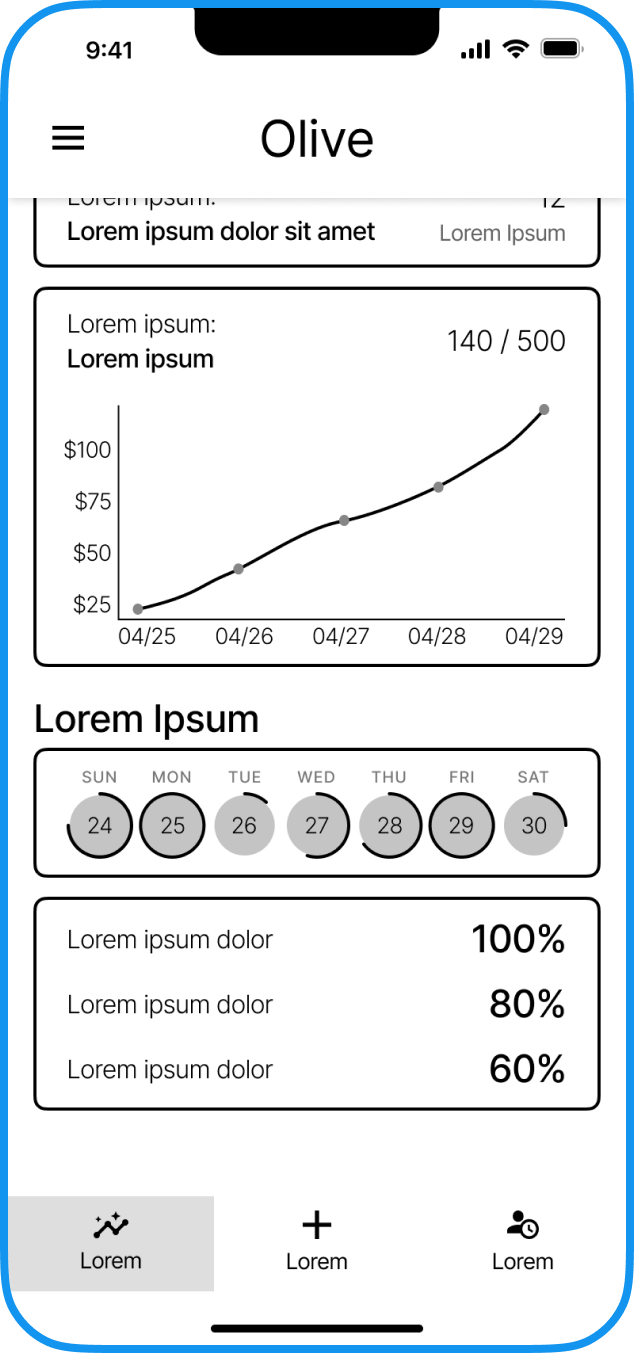 9:41
Olive
Lorem ipsum: 12
Lorem ipsum dolor sit amet Lorem Ipsum
Lorem ipsum: 140 / 500
Lorem ipsum
$100
$75
$50
$25
04/25 04/26 04/27 04/28 04/29
Lorem Ipsum
SUN MON TUE WED THU FRI SAT
24 25 26 27 28 29 30
Lorem ipsum dolor 100%
Lorem ipsum dolor 80%
Lorem ipsum dolor 60%
Lorem Lorem Lorem